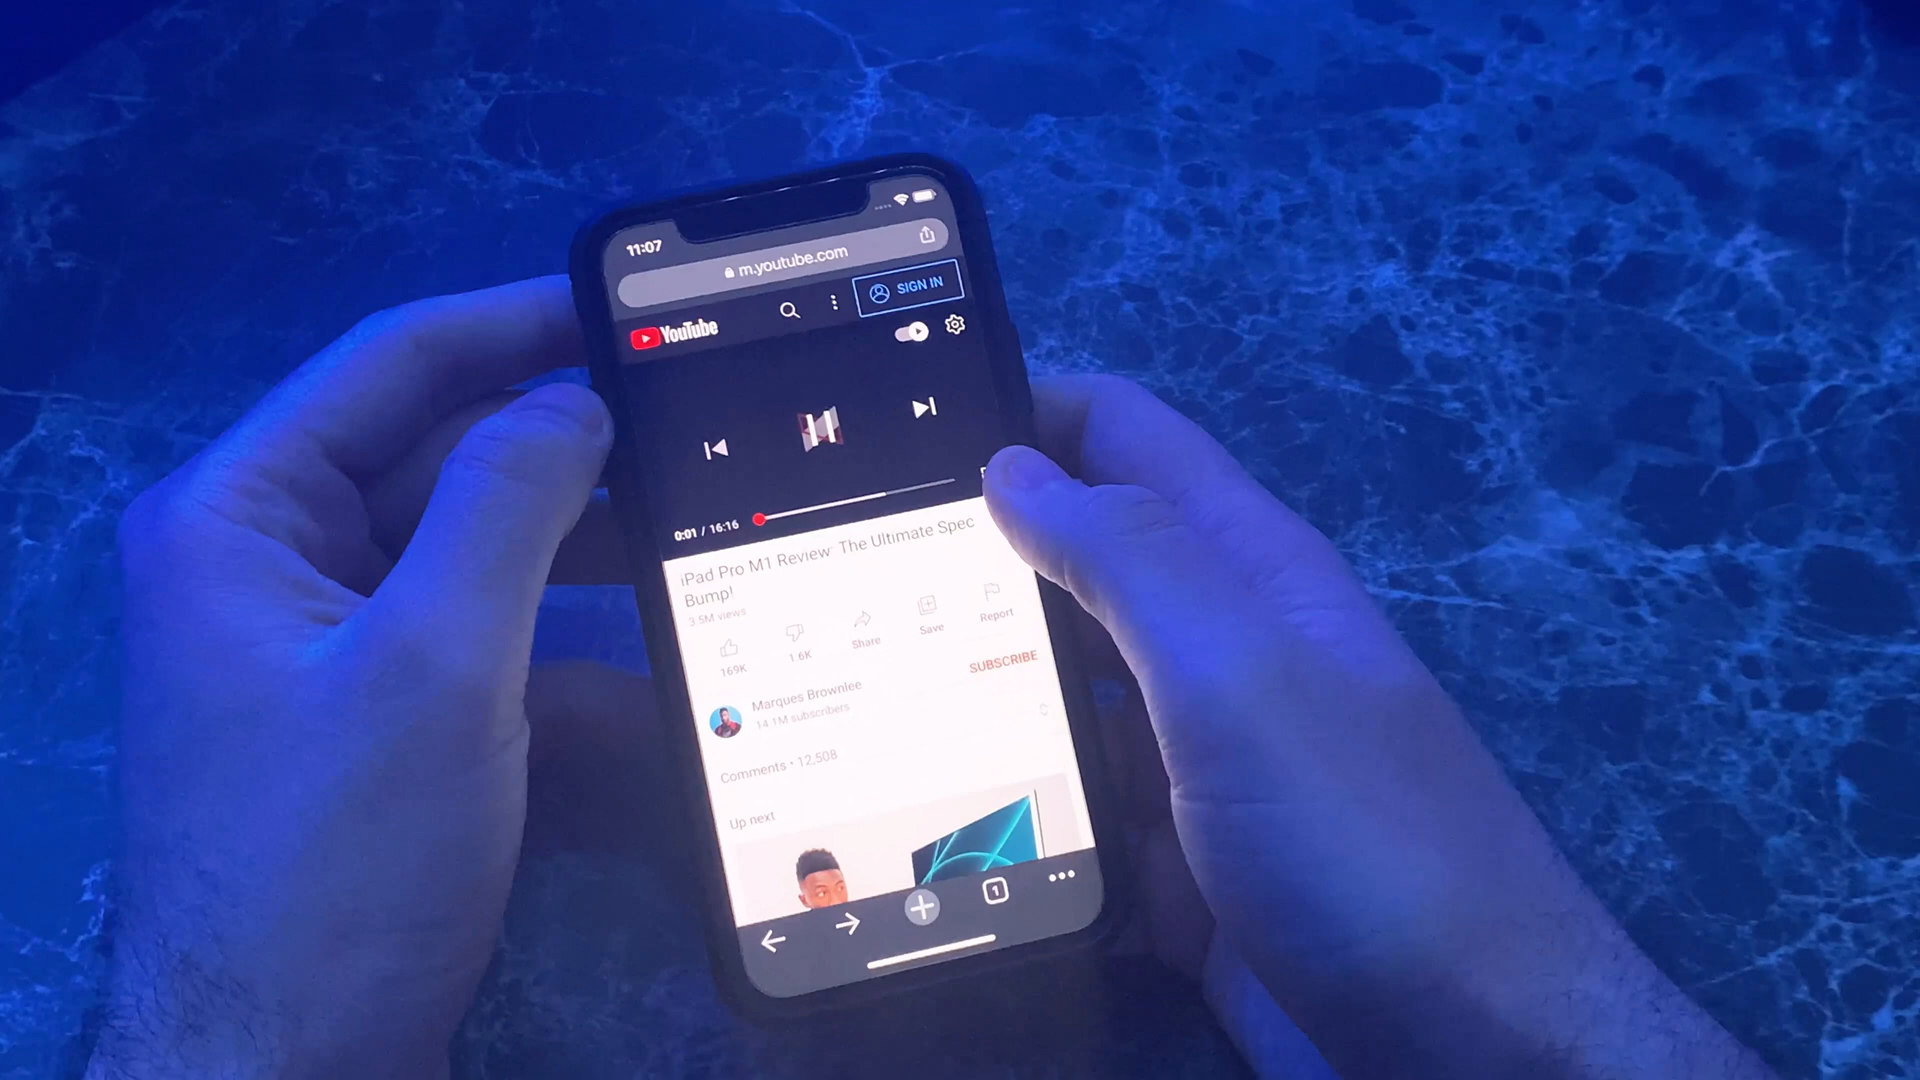 11:07
m.youtube.com
YouTube
SIGN IN
0:01 / 16:16
iPad Pro M1 Review: The Ultimate Spec
Bump!
3.5M views
169K
1.6K
Share
Save
Report
Marques Brownlee
14.1M subscribers
SUBSCRIBE
Comments • 12,508
Up next
1